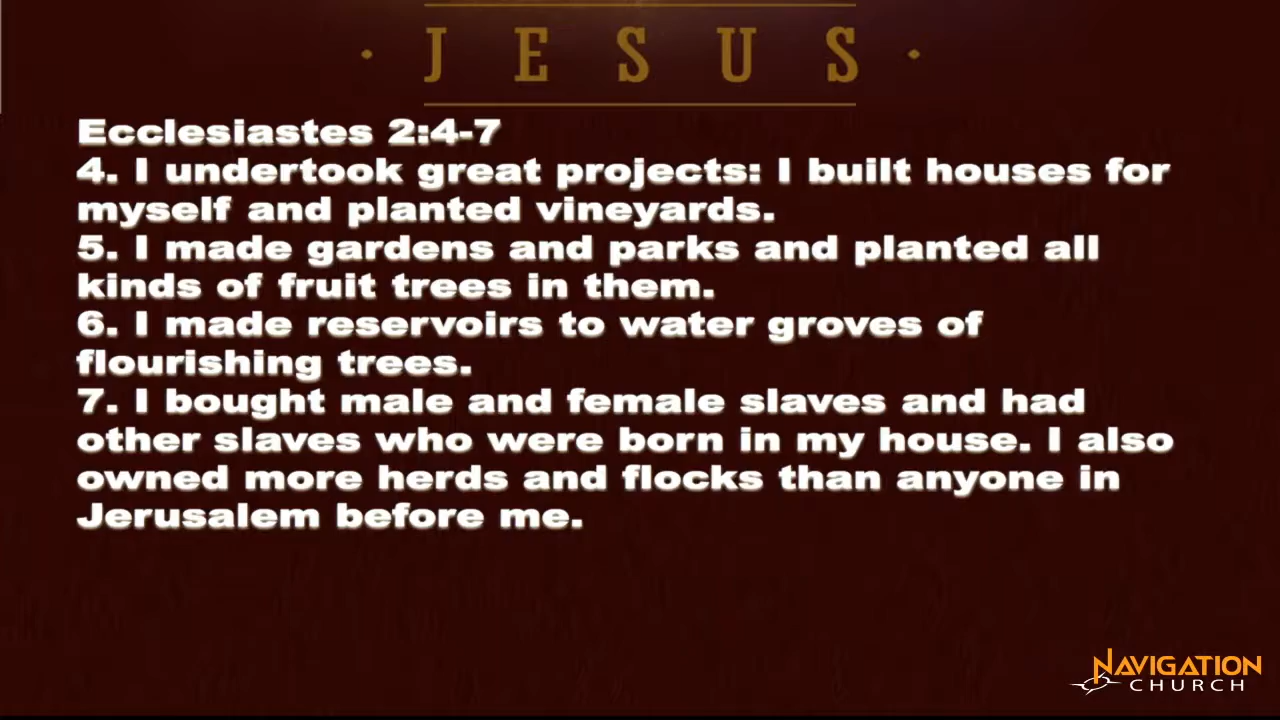 · JESUS ·
Ecclesiastes 2:4-7
4. I undertook great projects: I built houses for
myself and planted vineyards.
5. I made gardens and parks and planted all
kinds of fruit trees in them.
6. I made reservoirs to water groves of
flourishing trees.
7. I bought male and female slaves and had
other slaves who were born in my house. I also
owned more herds and flocks than anyone in
Jerusalem before me.
NAVIGATION
CHURCH